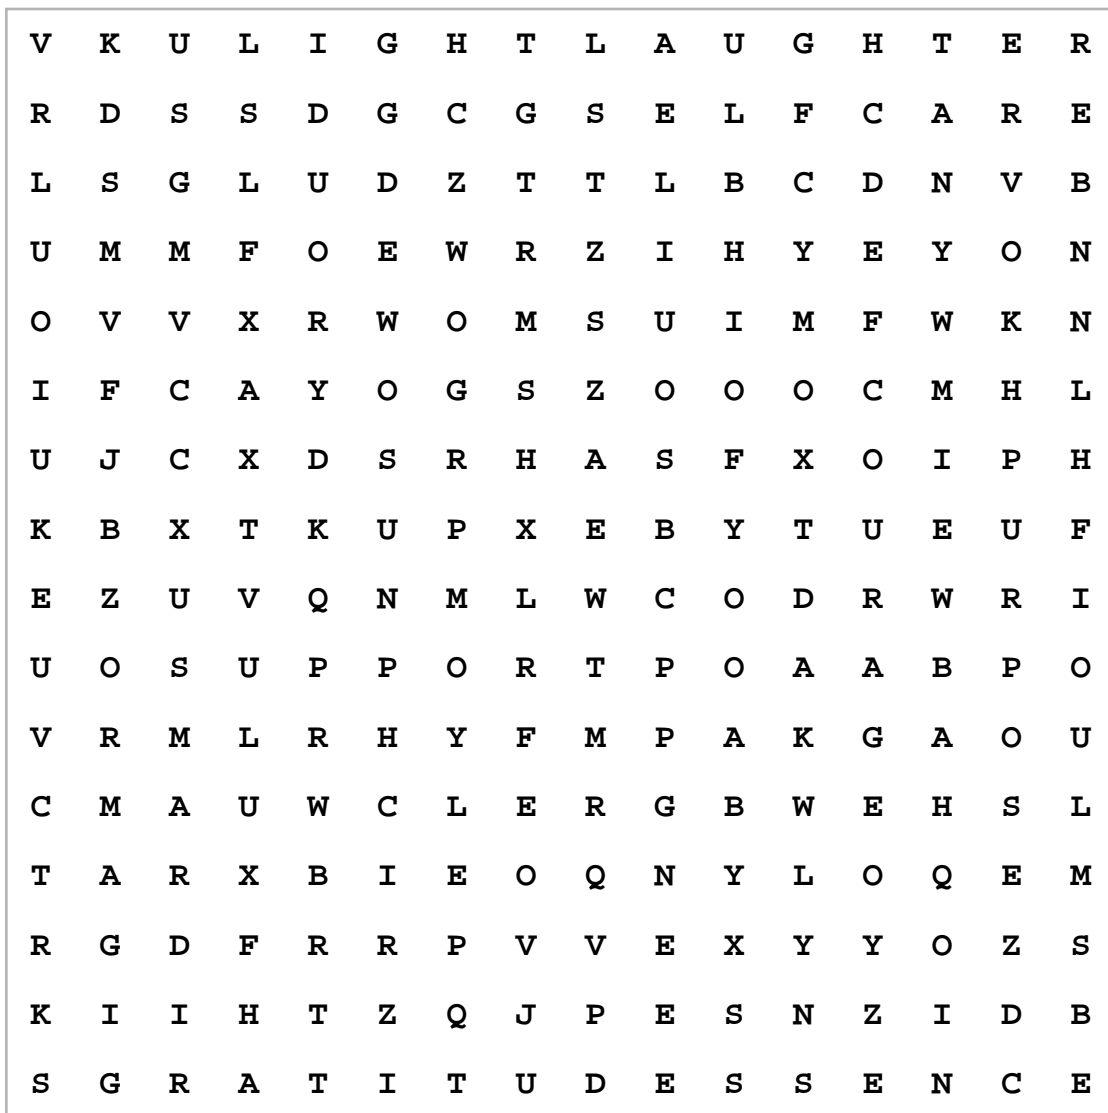 V K U L I G H T L A U G H T E R
R D S S D G C G S E L F C A R E
L S G L U D Z T T L B C D N V B
U M M F O E W R Z I H Y E Y O N
O V V X R W O M S U I M F W K N
I F C A Y O G S Z O O O C M H L
U J C X D S R H A S F X O I P H
K B X T K U P X E B Y T U E U F
E Z U V Q N M L W C O D R W R I
U O S U P P O R T P O A A B P O
V R M L R H Y F M P A K G A O U
C M A U W C L E R G B W E H S L
T A R X B I E O Q N Y L O Q E M
R G D F R R P V V E X Y Y O Z S
K I I H T Z Q J P E S N Z I D B
S G R A T I T U D E S S E N C E